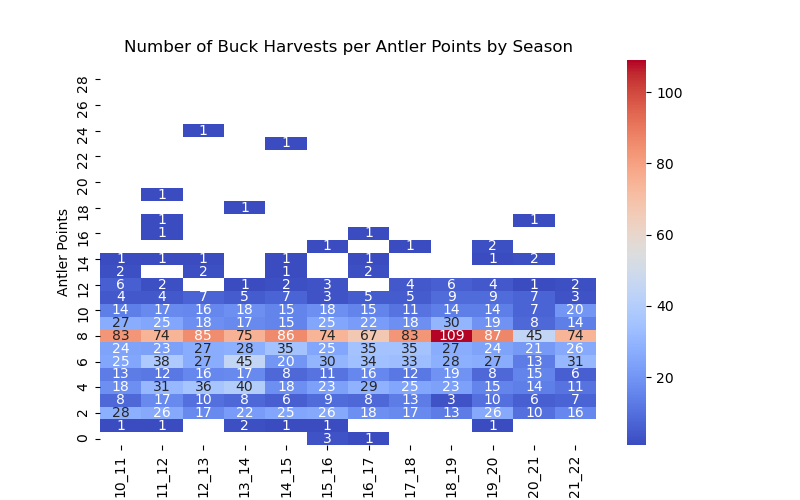 Number of Buck Harvests per Antler Points by Season
Antler Points
28
26
24 1
1
22
20
1
18 1
1 1
16 1 1
1 1 2
14 1 1 1 1 1 1 2
2 2 1 2
12 6 2 1 2 3 4 6 4 1 2
4 4 7 5 7 3 5 5 9 9 7 3
10 14 17 16 18 15 18 15 11 14 14 7 20
27 25 18 17 15 25 22 18 30 19 8 14
8 83 74 85 75 86 74 67 83 109 87 45 74
24 23 27 28 35 25 35 35 27 24 21 26
6 25 38 27 45 20 30 34 33 28 27 13 31
13 12 16 17 8 11 16 12 19 8 15 6
4 18 31 36 40 18 23 29 25 23 15 14 11
8 17 10 8 6 9 8 13 3 10 6 7
2 28 26 17 22 25 26 18 17 13 26 10 16
1 1 2 1 1 1
0 3 1
10_11 11_12 12_13 13_14 14_15 15_16 16_17 17_18 18_19 19_20 20_21 21_22
100
80
60
40
20